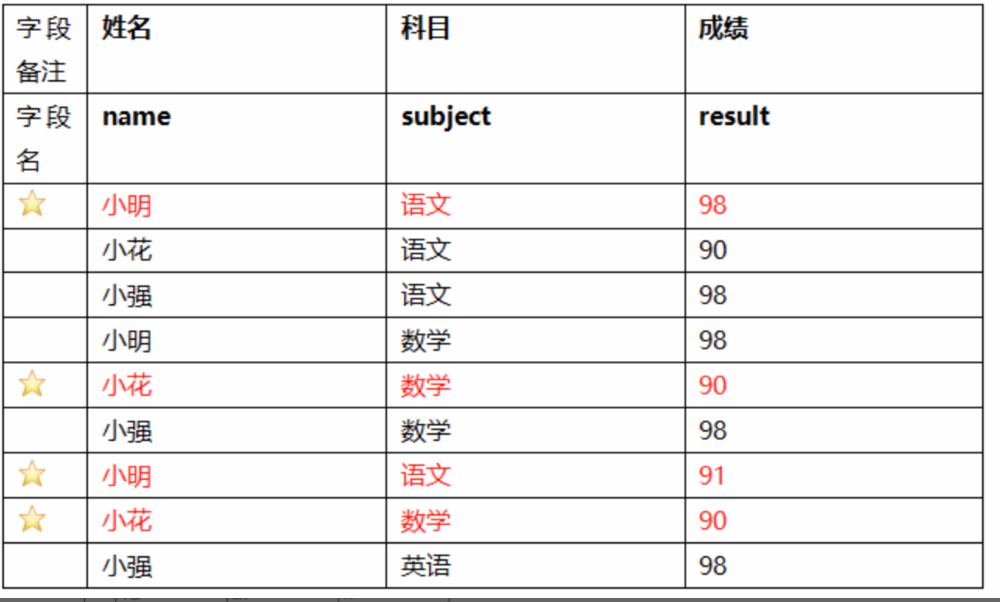 字段备注 姓名 科目 成绩
字段名 name subject result
小明 语文 98
小花 语文 90
小强 语文 98
小明 数学 98
小花 数学 90
小强 数学 98
小明 语文 91
小花 数学 90
小强 英语 98